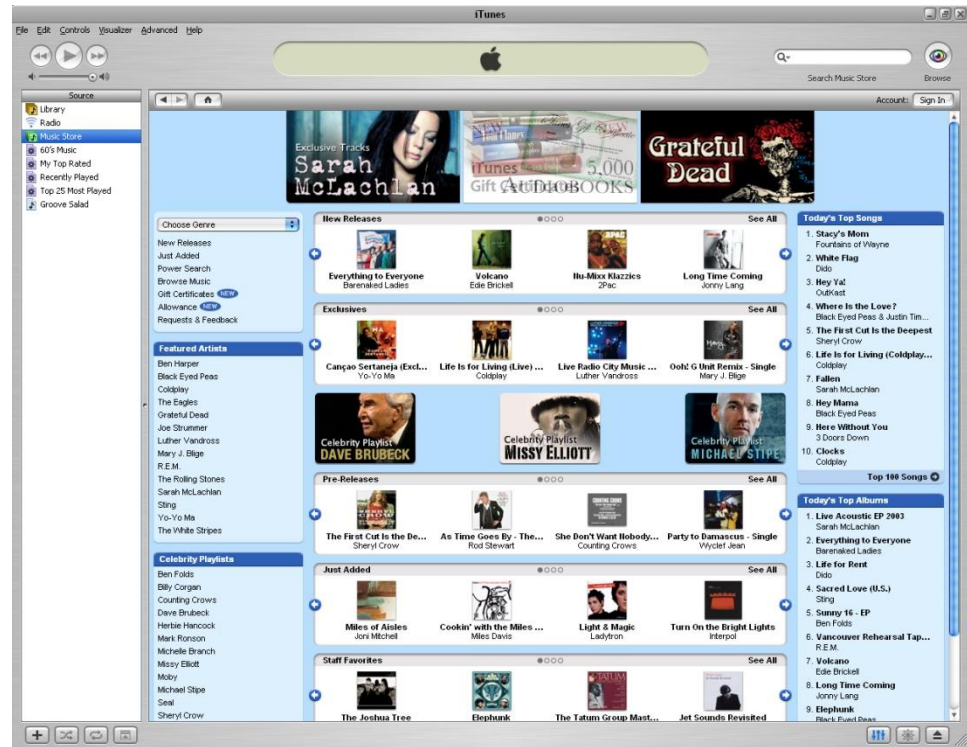 iTunes
File Edit Controls Visualizer Advanced Help
Search Music Store
Browse
Source
Library
Radio
Music Store
60's Music
My Top Rated
Recently Played
Top 25 Most Played
Groove Salad
Account: Sign In
Exclusive Tracks
Sarah
McLachlan
iTunes
Gift Certificates
5,000
AUDIOBOOKS
Grateful
Dead
Choose Genre
New Releases
Just Added
Power Search
Browse Music
Gift Certificates NEW
Allowance NEW
Requests & Feedback
Featured Artists
Ben Harper
Black Eyed Peas
Coldplay
The Eagles
Grateful Dead
Joe Strummer
Luther Vandross
Mary J. Blige
R.E.M.
The Rolling Stones
Sarah McLachlan
Sting
Yo-Yo Ma
The White Stripes
Celebrity Playlists
Ben Folds
Billy Corgan
Counting Crows
Dave Brubeck
Herbie Hancock
Mark Ronson
Michelle Branch
Missy Elliott
Moby
Michael Stipe
Seal
Sheryl Crow
New Releases See All
Everything to Everyone
Barenaked Ladies
Volcano
Edie Brickell
Nu-Mixx Klazzics
2Pac
Long Time Coming
Jonny Lang
Exclusives See All
Cançao Sertaneja (Excl...
Yo-Yo Ma
Life Is for Living (Live) ...
Coldplay
Live Radio City Music ...
Luther Vandross
Ooh! G Unit Remix - Single
Mary J. Blige
Celebrity Playlist
DAVE BRUBECK
Celebrity Playlist
MISSY ELLIOTT
Celebrity Playlist
MICHAEL STIPE
Pre-Releases See All
The First Cut Is the De...
Sheryl Crow
As Time Goes By - The...
Rod Stewart
She Don't Want Nobody...
Counting Crows
Party to Damascus - Single
Wyclef Jean
Just Added See All
Miles of Aisles
Joni Mitchell
Cookin' with the Miles ...
Miles Davis
Light & Magic
Ladytron
Turn On the Bright Lights
Interpol
Staff Favorites See All
The Joshua Tree
Elephunk
The Tatum Group Mast...
Jet Sounds Revisited
Today's Top Songs
1. Stacy's Mom
Fountains of Wayne
2. White Flag
Dido
3. Hey Ya!
OutKast
4. Where Is the Love?
Black Eyed Peas & Justin Tim...
5. The First Cut Is the Deepest
Sheryl Crow
6. Life Is for Living (Coldplay...
Coldplay
7. Fallen
Sarah McLachlan
8. Hey Mama
Black Eyed Peas
9. Here Without You
3 Doors Down
10. Clocks
Coldplay
Top 100 Songs
Today's Top Albums
1. Live Acoustic EP 2003
Sarah McLachlan
2. Everything to Everyone
Barenaked Ladies
3. Life for Rent
Dido
4. Sacred Love (U.S.)
Sting
5. Sunny 16 - EP
Ben Folds
6. Vancouver Rehearsal Tap...
R.E.M.
7. Volcano
Edie Brickell
8. Long Time Coming
Jonny Lang
9. Elephunk
Black Eyed Peas